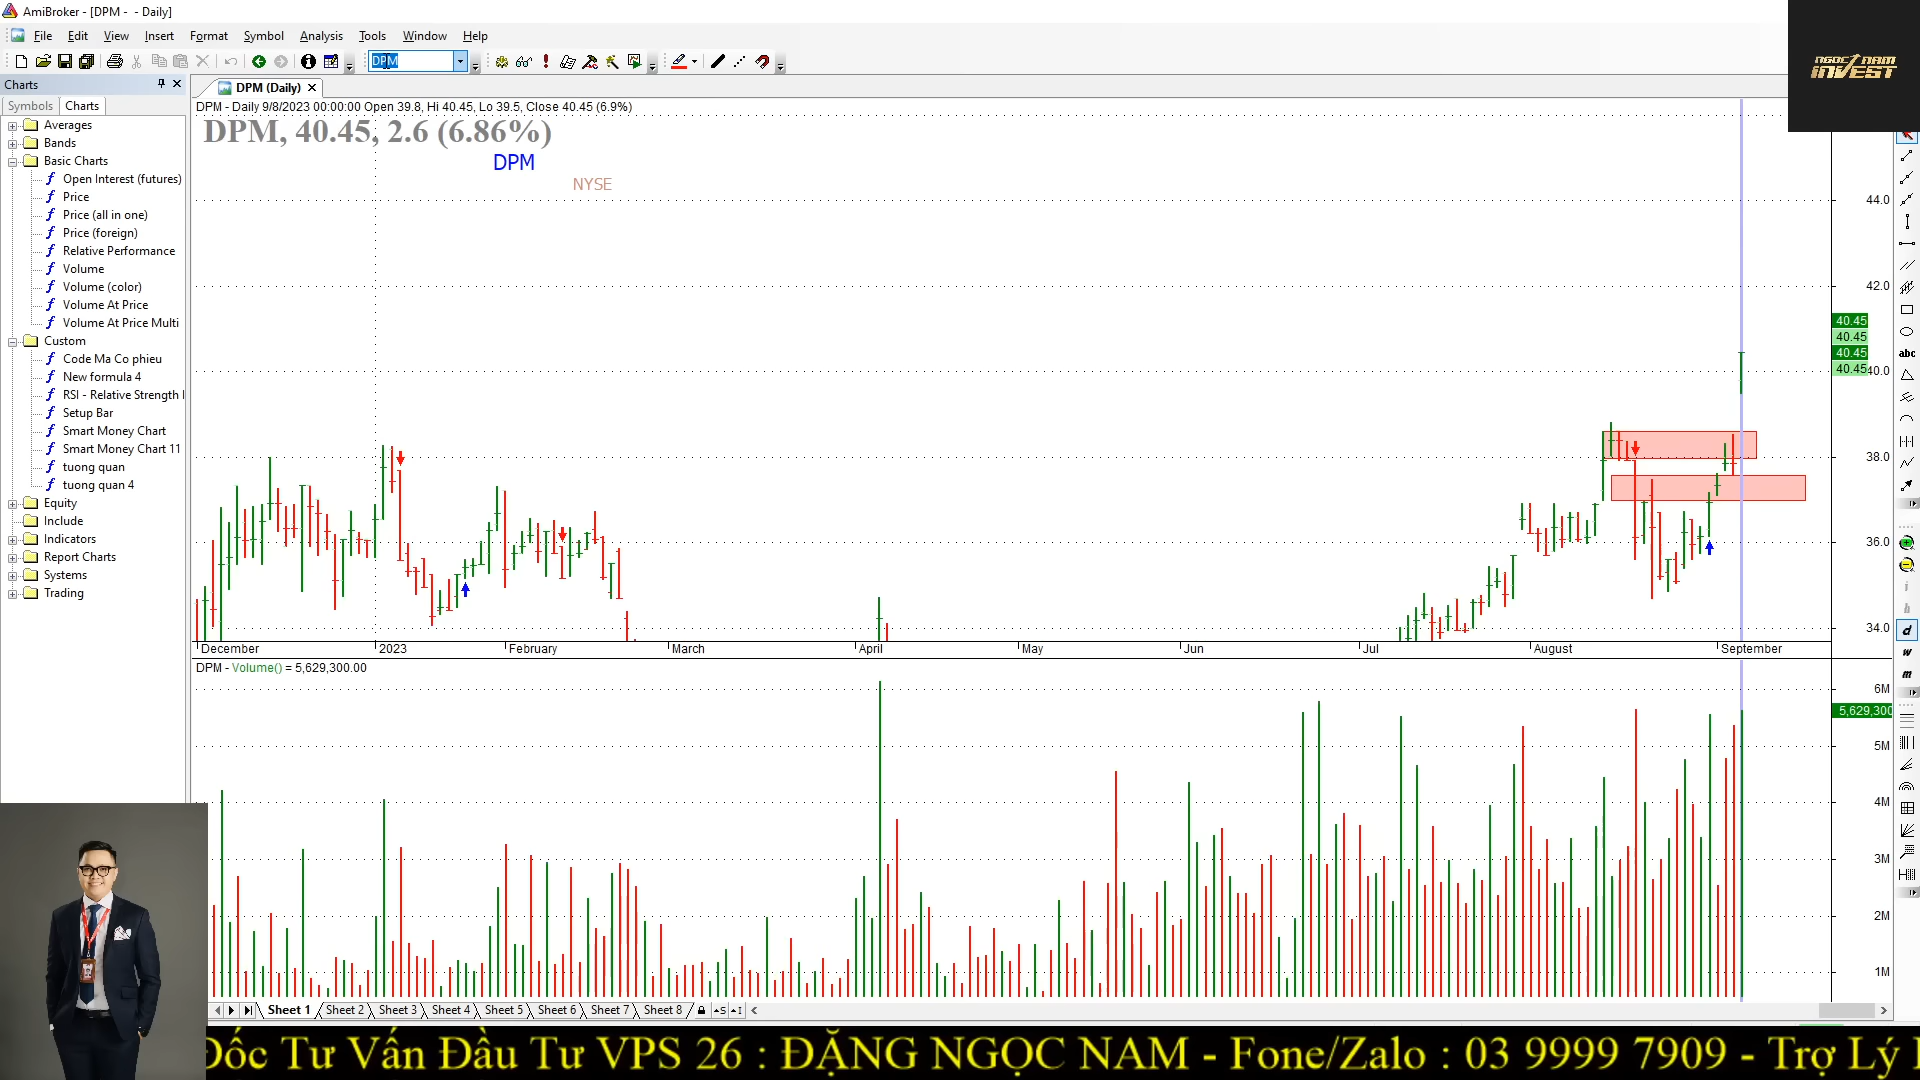 AmiBroker - [DPM - - Daily]
File Edit View Insert Format Symbol Analysis Tools Window Help
DPM
NGỌC NAM
INVEST
Charts
Symbols Charts
Averages
Bands
Basic Charts
Open Interest (futures)
Price
Price (all in one)
Price (foreign)
Relative Performance
Volume
Volume (color)
Volume At Price
Volume At Price Multi
Custom
Code Ma Co phieu
New formula 4
RSI - Relative Strength I
Setup Bar
Smart Money Chart
Smart Money Chart 11
tuong quan
tuong quan 4
Equity
Include
Indicators
Report Charts
Systems
Trading
DPM (Daily)
DPM - Daily 9/8/2023 00:00:00 Open 39.8, Hi 40.45, Lo 39.5, Close 40.45 (6.9%)
DPM, 40.45, 2.6 (6.86%)
DPM
NYSE
44.0
42.0
40.45
40.45
40.45
40.45
40.0
38.0
36.0
34.0
December 2023 February March April May Jun Jul August September
DPM - Volume() = 5,629,300.00
6M
5,629,300
5M
4M
3M
2M
1M
abc
i
h
d
w
m
Sheet 1 Sheet 2 Sheet 3 Sheet 4 Sheet 5 Sheet 6 Sheet 7 Sheet 8
Đốc Tư Vấn Đầu Tư VPS 26 : ĐẶNG NGỌC NAM - Fone/Zalo : 03 9999 7909 - Trợ Lý